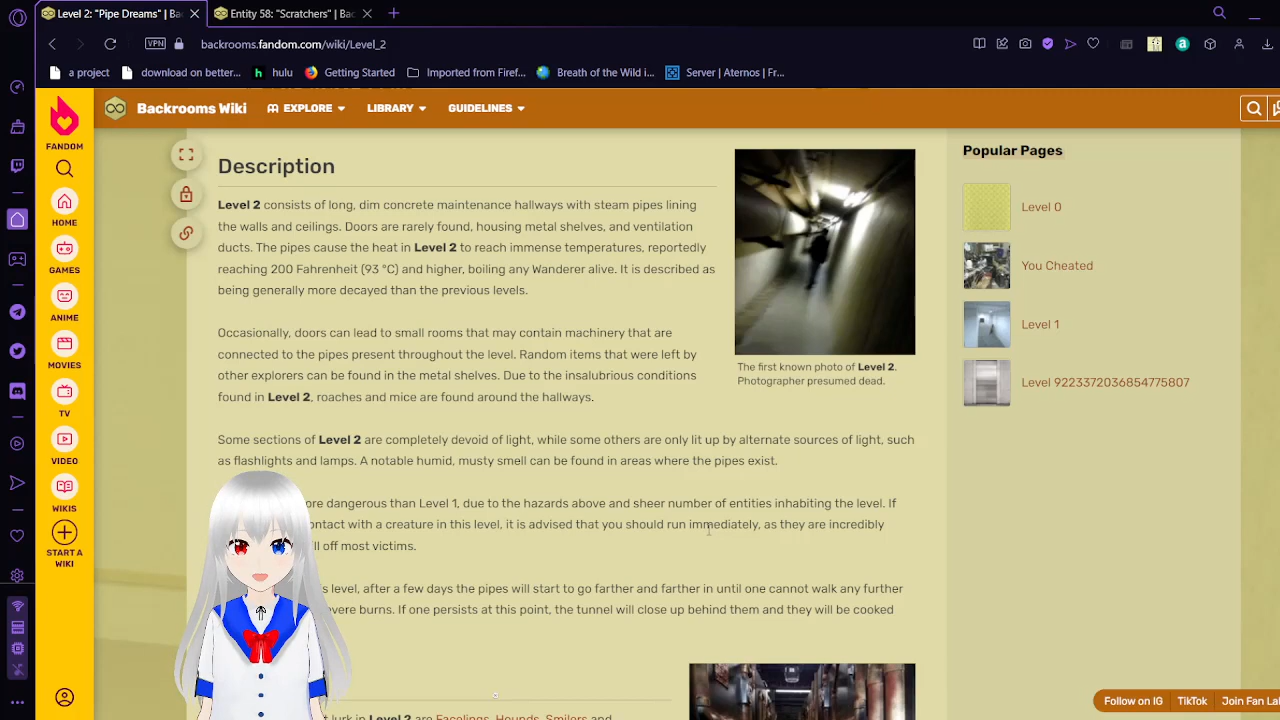 Level 2: "Pipe Dreams" | Bac
Entity 58: "Scratchers" | Bac
VPN
backrooms.fandom.com/wiki/Level_2
a project
download on better...
hulu
Getting Started
Imported from Firef...
Breath of the Wild i...
Server | Aternos | Fr...
FANDOM
HOME
GAMES
ANIME
MOVIES
TV
VIDEO
WIKIS
START A
WIKI
Backrooms Wiki
EXPLORE
LIBRARY
GUIDELINES
Description
Level 2 consists of long, dim concrete maintenance hallways with steam pipes lining
the walls and ceilings. Doors are rarely found, housing metal shelves, and ventilation
ducts. The pipes cause the heat in Level 2 to reach immense temperatures, reportedly
reaching 200 Fahrenheit (93 °C) and higher, boiling any Wanderer alive. It is described as
being generally more decayed than the previous levels.
Occasionally, doors can lead to small rooms that may contain machinery that are
connected to the pipes present throughout the level. Random items that were left by
other explorers can be found in the metal shelves. Due to the insalubrious conditions
found in Level 2, roaches and mice are found around the hallways.
The first known photo of Level 2.
Photographer presumed dead.
Some sections of Level 2 are completely devoid of light, while some others are only lit up by alternate sources of light, such
as flashlights and lamps. A notable humid, musty smell can be found in areas where the pipes exist.
ore dangerous than Level 1, due to the hazards above and sheer number of entities inhabiting the level. If
ontact with a creature in this level, it is advised that you should run immediately, as they are incredibly
ll off most victims.
s level, after a few days the pipes will start to go farther and farther in until one cannot walk any further
evere burns. If one persists at this point, the tunnel will close up behind them and they will be cooked
t lurk in Level 2 are Facelings, Hounds, Smilers and
Popular Pages
Level 0
You Cheated
Level 1
Level 9223372036854775807
Follow on IG
TikTok
Join Fan Lab